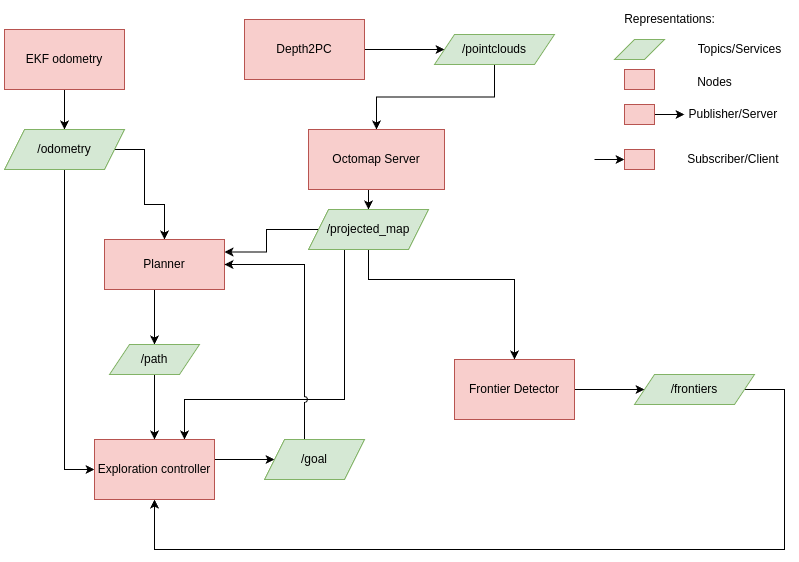 Representations:
Topics/Services
Nodes
Publisher/Server
Subscriber/Client
EKF odometry
Depth2PC
/pointclouds
/odometry
Octomap Server
/projected_map
Planner
/path
Frontier Detector
/frontiers
Exploration controller
/goal